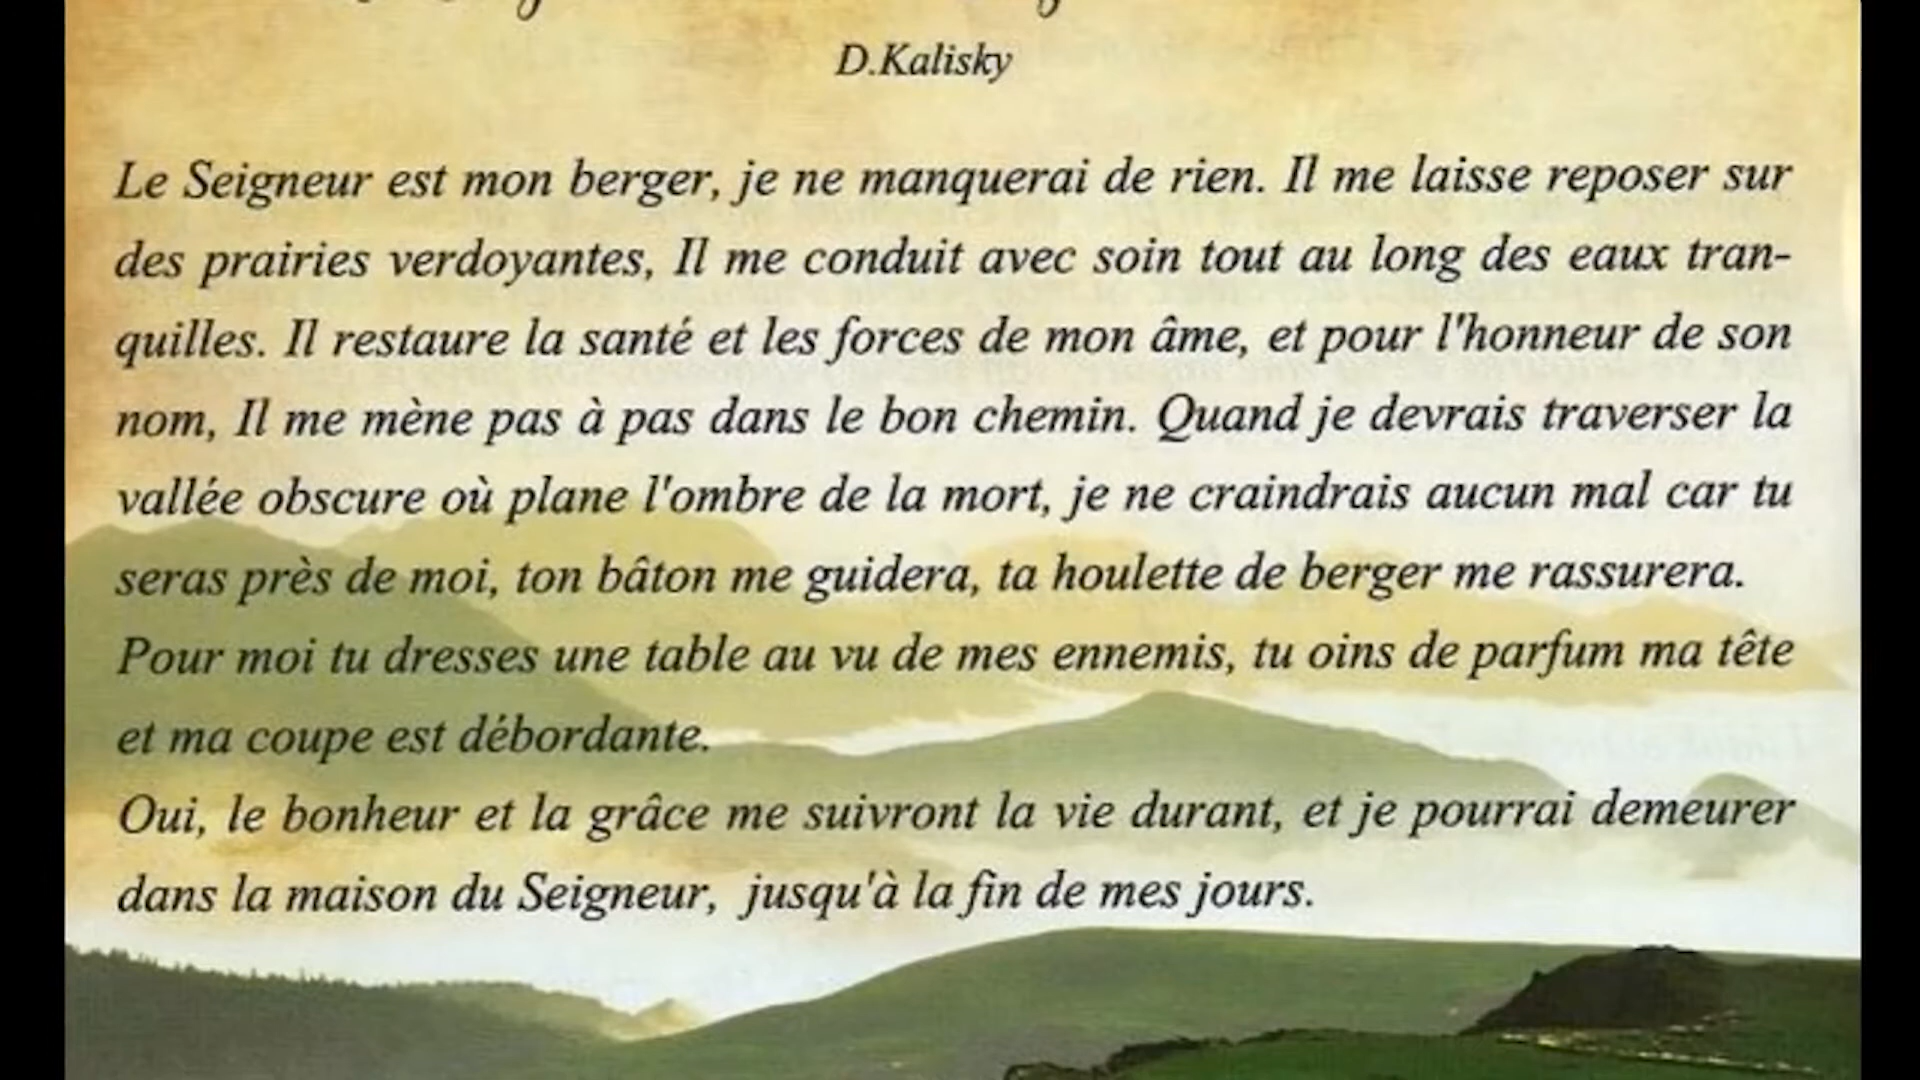 D.Kalisky
Le Seigneur est mon berger, je ne manquerai de rien. Il me laisse reposer sur
des prairies verdoyantes, Il me conduit avec soin tout au long des eaux tran-
quilles. Il restaure la santé et les forces de mon âme, et pour l'honneur de son
nom, Il me mène pas à pas dans le bon chemin. Quand je devrais traverser la
vallée obscure où plane l'ombre de la mort, je ne craindrais aucun mal car tu
seras près de moi, ton bâton me guidera, ta houlette de berger me rassurera.
Pour moi tu dresses une table au vu de mes ennemis, tu oins de parfum ma tête
et ma coupe est débordante.
Oui, le bonheur et la grâce me suivront la vie durant, et je pourrai demeurer
dans la maison du Seigneur, jusqu'à la fin de mes jours.